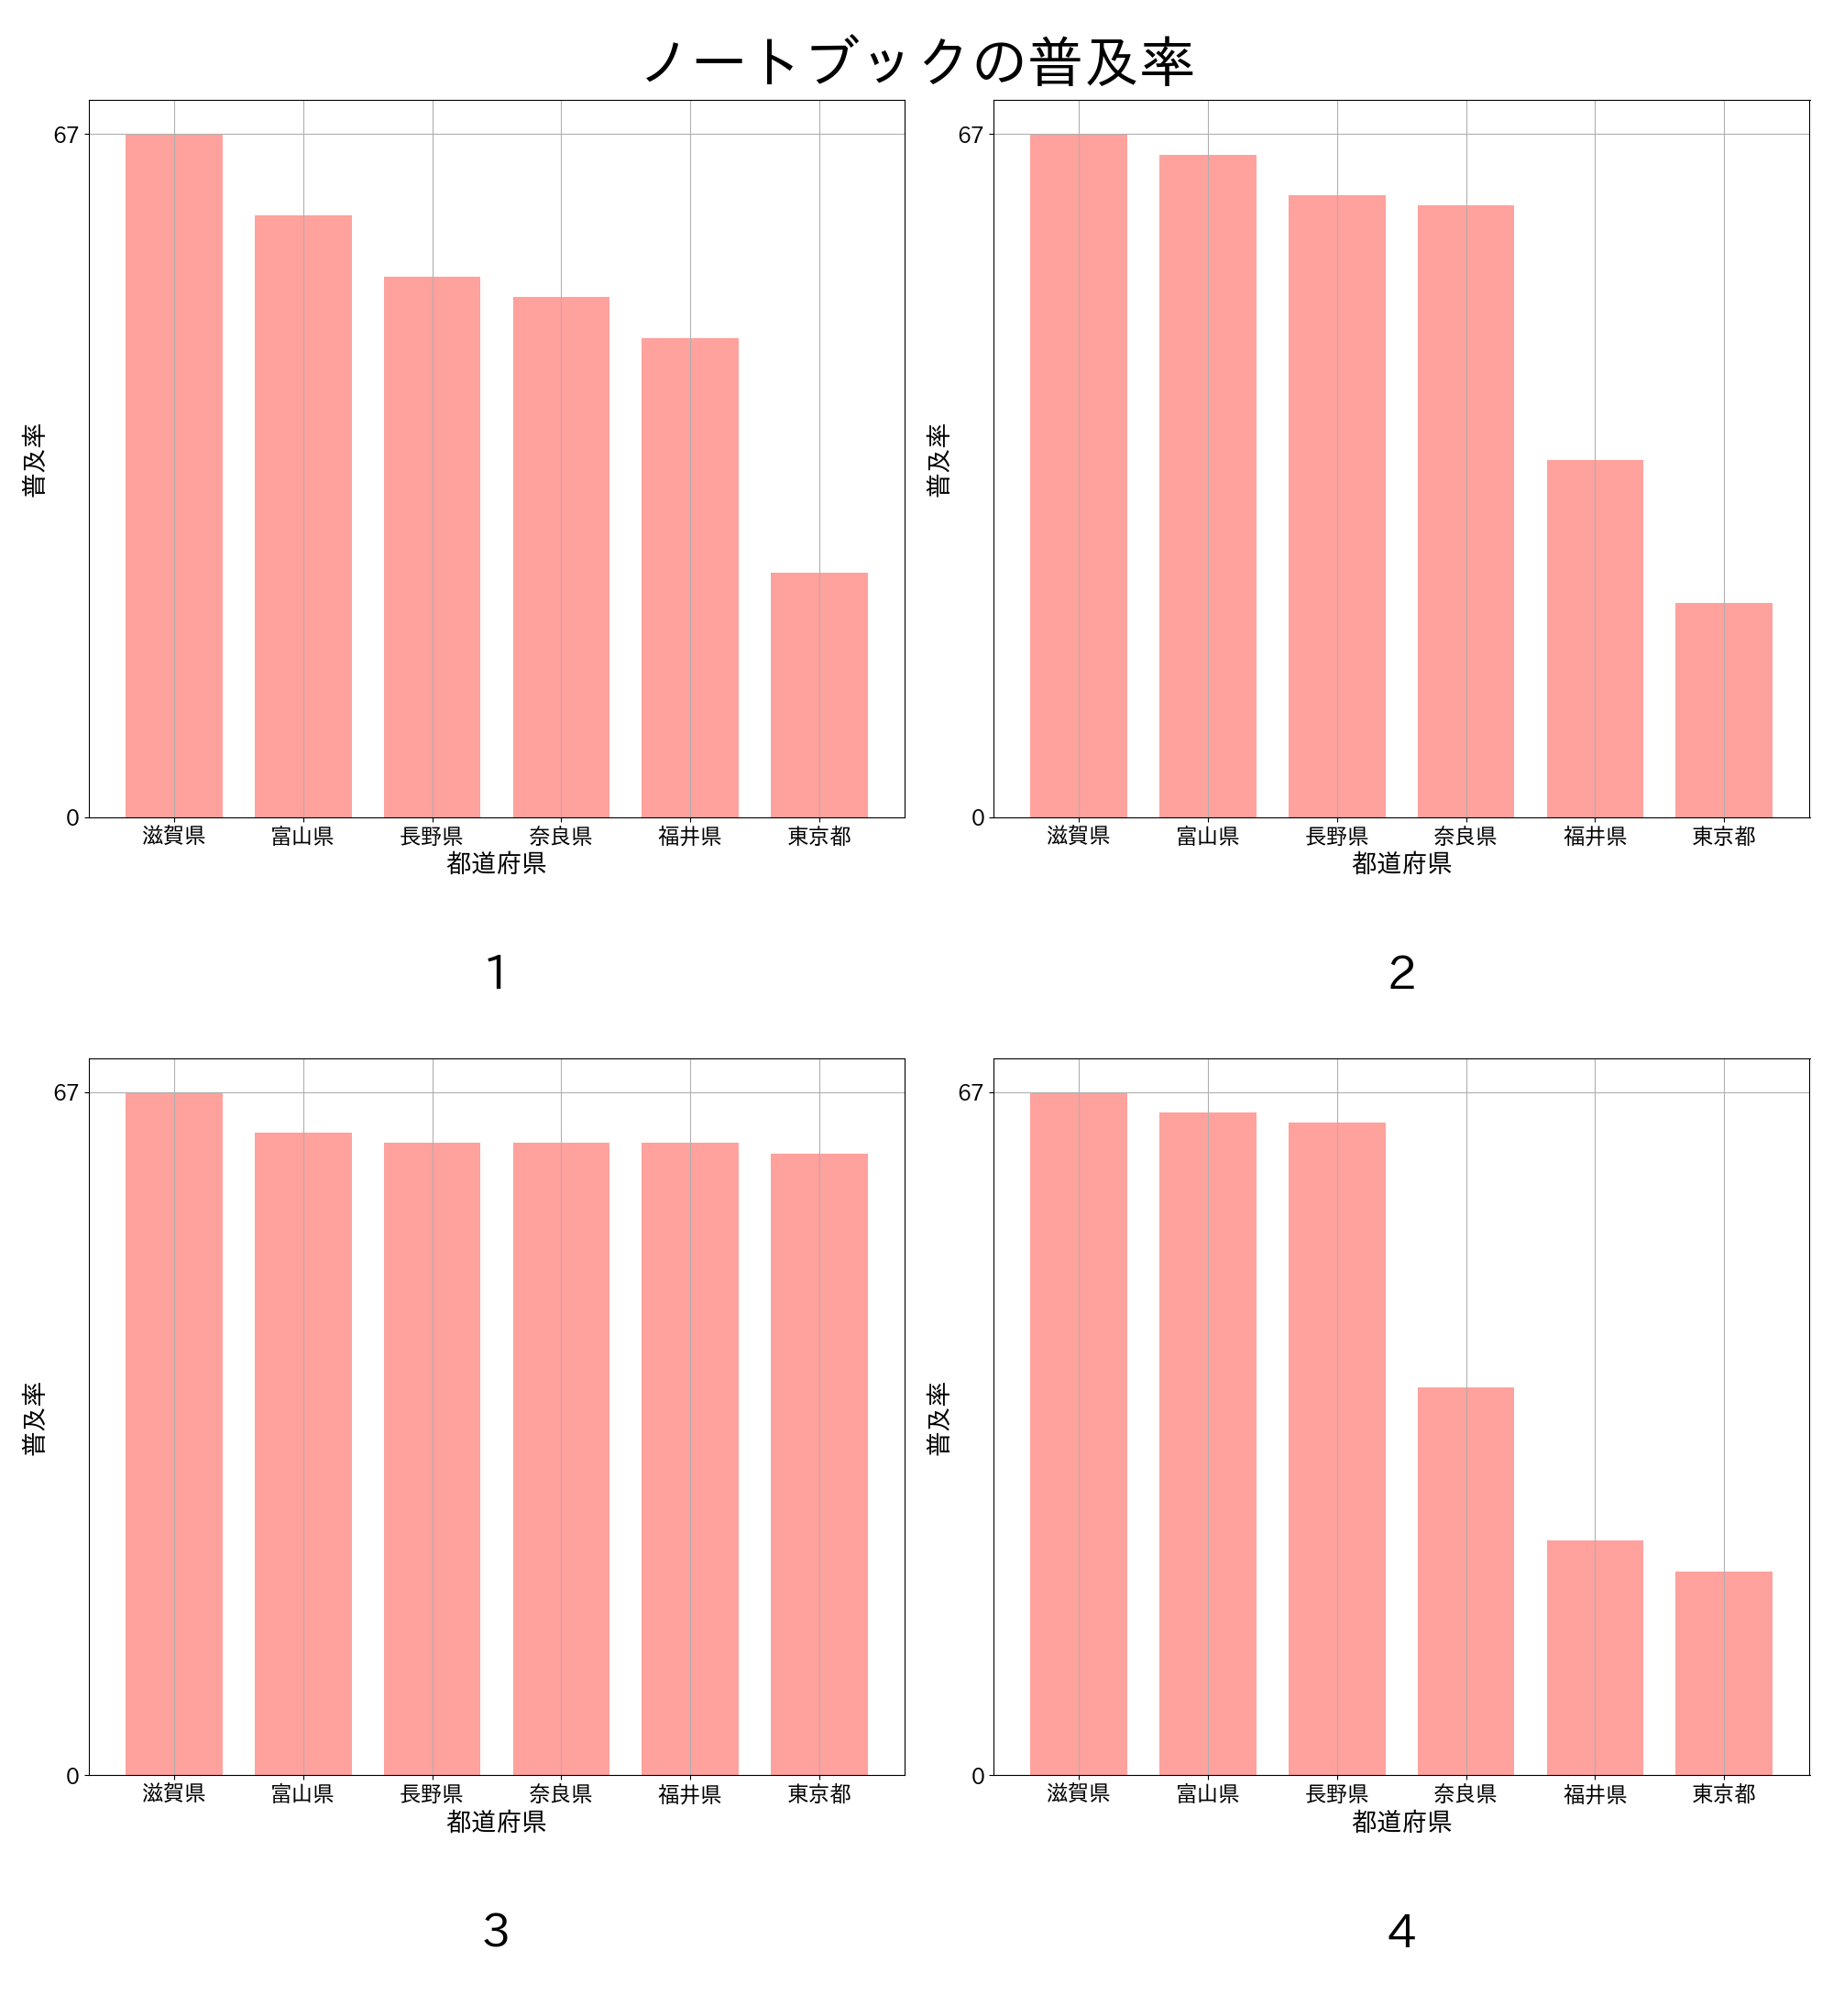 ノートブックの普及率
67
0
普及率
滋賀県 富山県 長野県 奈良県 福井県 東京都
都道府県
1
67
0
普及率
滋賀県 富山県 長野県 奈良県 福井県 東京都
都道府県
2
67
0
普及率
滋賀県 富山県 長野県 奈良県 福井県 東京都
都道府県
3
67
0
普及率
滋賀県 富山県 長野県 奈良県 福井県 東京都
都道府県
4